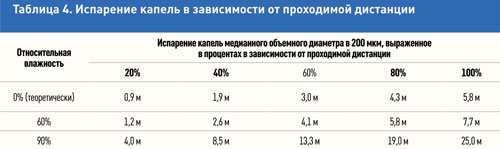 Таблица 4. Испарение капель в зависимости от проходимой дистанции
Относительная влажность
Испарение капель медианного объемного диаметра в 200 мкм, выраженное
в процентах в зависимости от проходимой дистанции
20% 40% 60% 80% 100%
0% (теоретически) 0,9 м 1,9 м 3,0 м 4,3 м 5,8 м
60% 1,2 м 2,6 м 4,1 м 5,8 м 7,7 м
90% 4,0 м 8,5 м 13,3 м 19,0 м 25,0 м